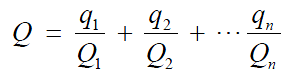 Q = q₁/Q₁ + q₂/Q₂ + ⋯ qₙ/Qₙ